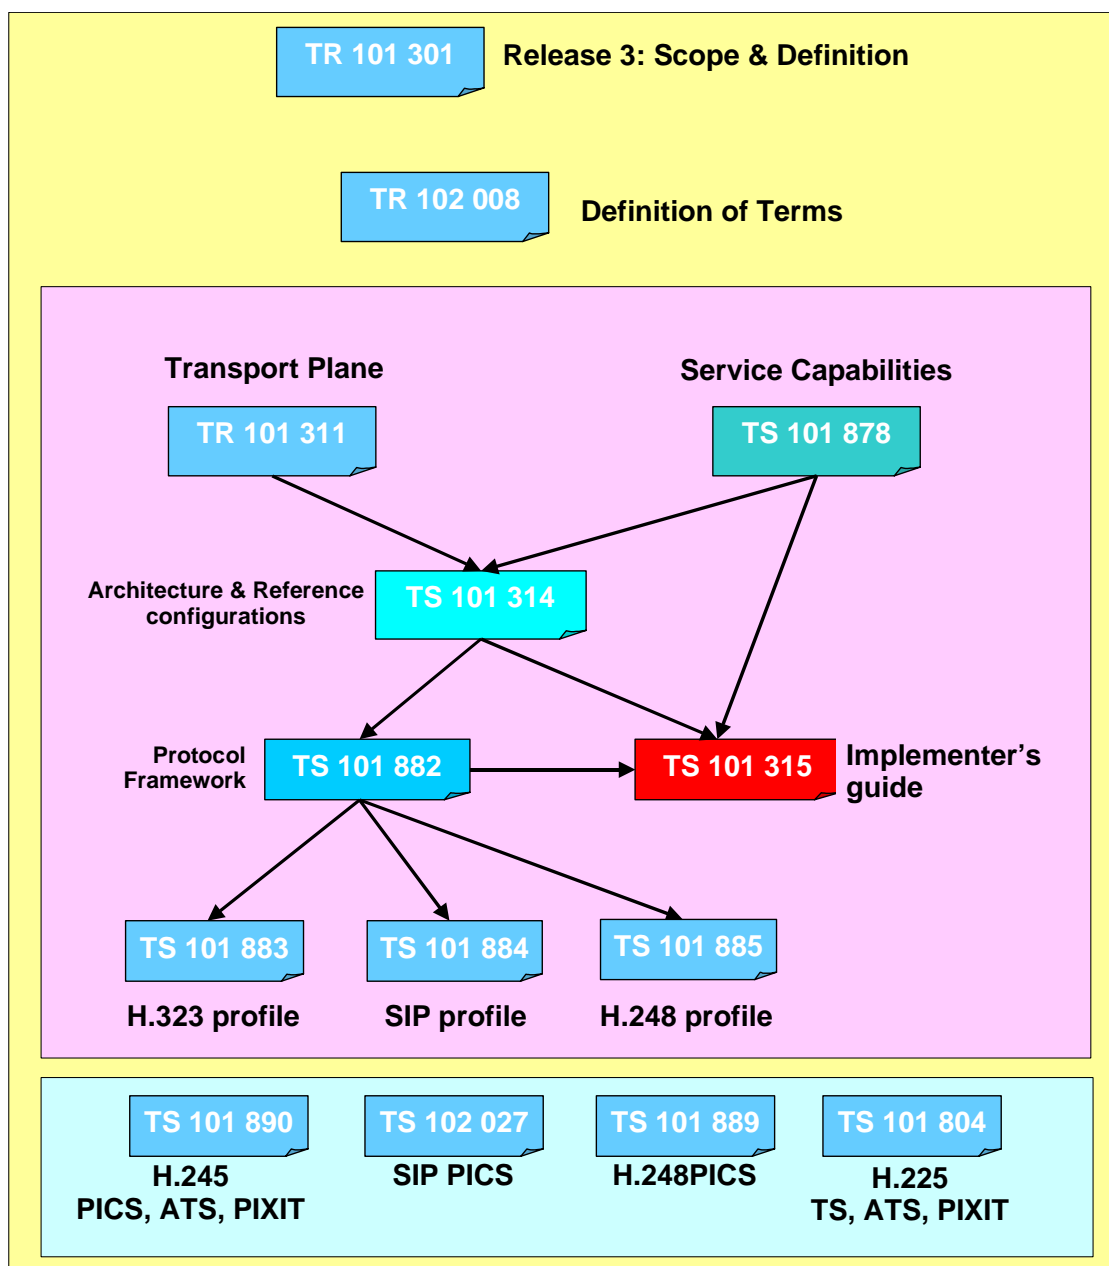 TR 101 301
Release 3: Scope & Definition
TR 102 008
Definition of Terms
Transport Plane
Service Capabilities
TR 101 311
TS 101 878
Architecture & Reference
configurations
TS 101 314
Protocol
Framework
TS 101 882
TS 101 315
Implementer’s
guide
TS 101 883
TS 101 884
TS 101 885
H.323 profile
SIP profile
H.248 profile
TS 101 890
TS 102 027
TS 101 889
TS 101 804
H.245
PICS, ATS, PIXIT
SIP PICS
H.248PICS
H.225
TS, ATS, PIXIT